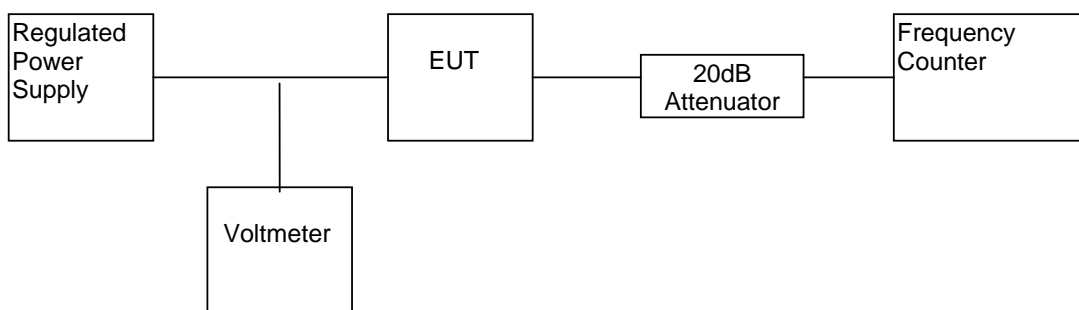 Regulated
Power
Supply
EUT
20dB
Attenuator
Frequency
Counter
Voltmeter